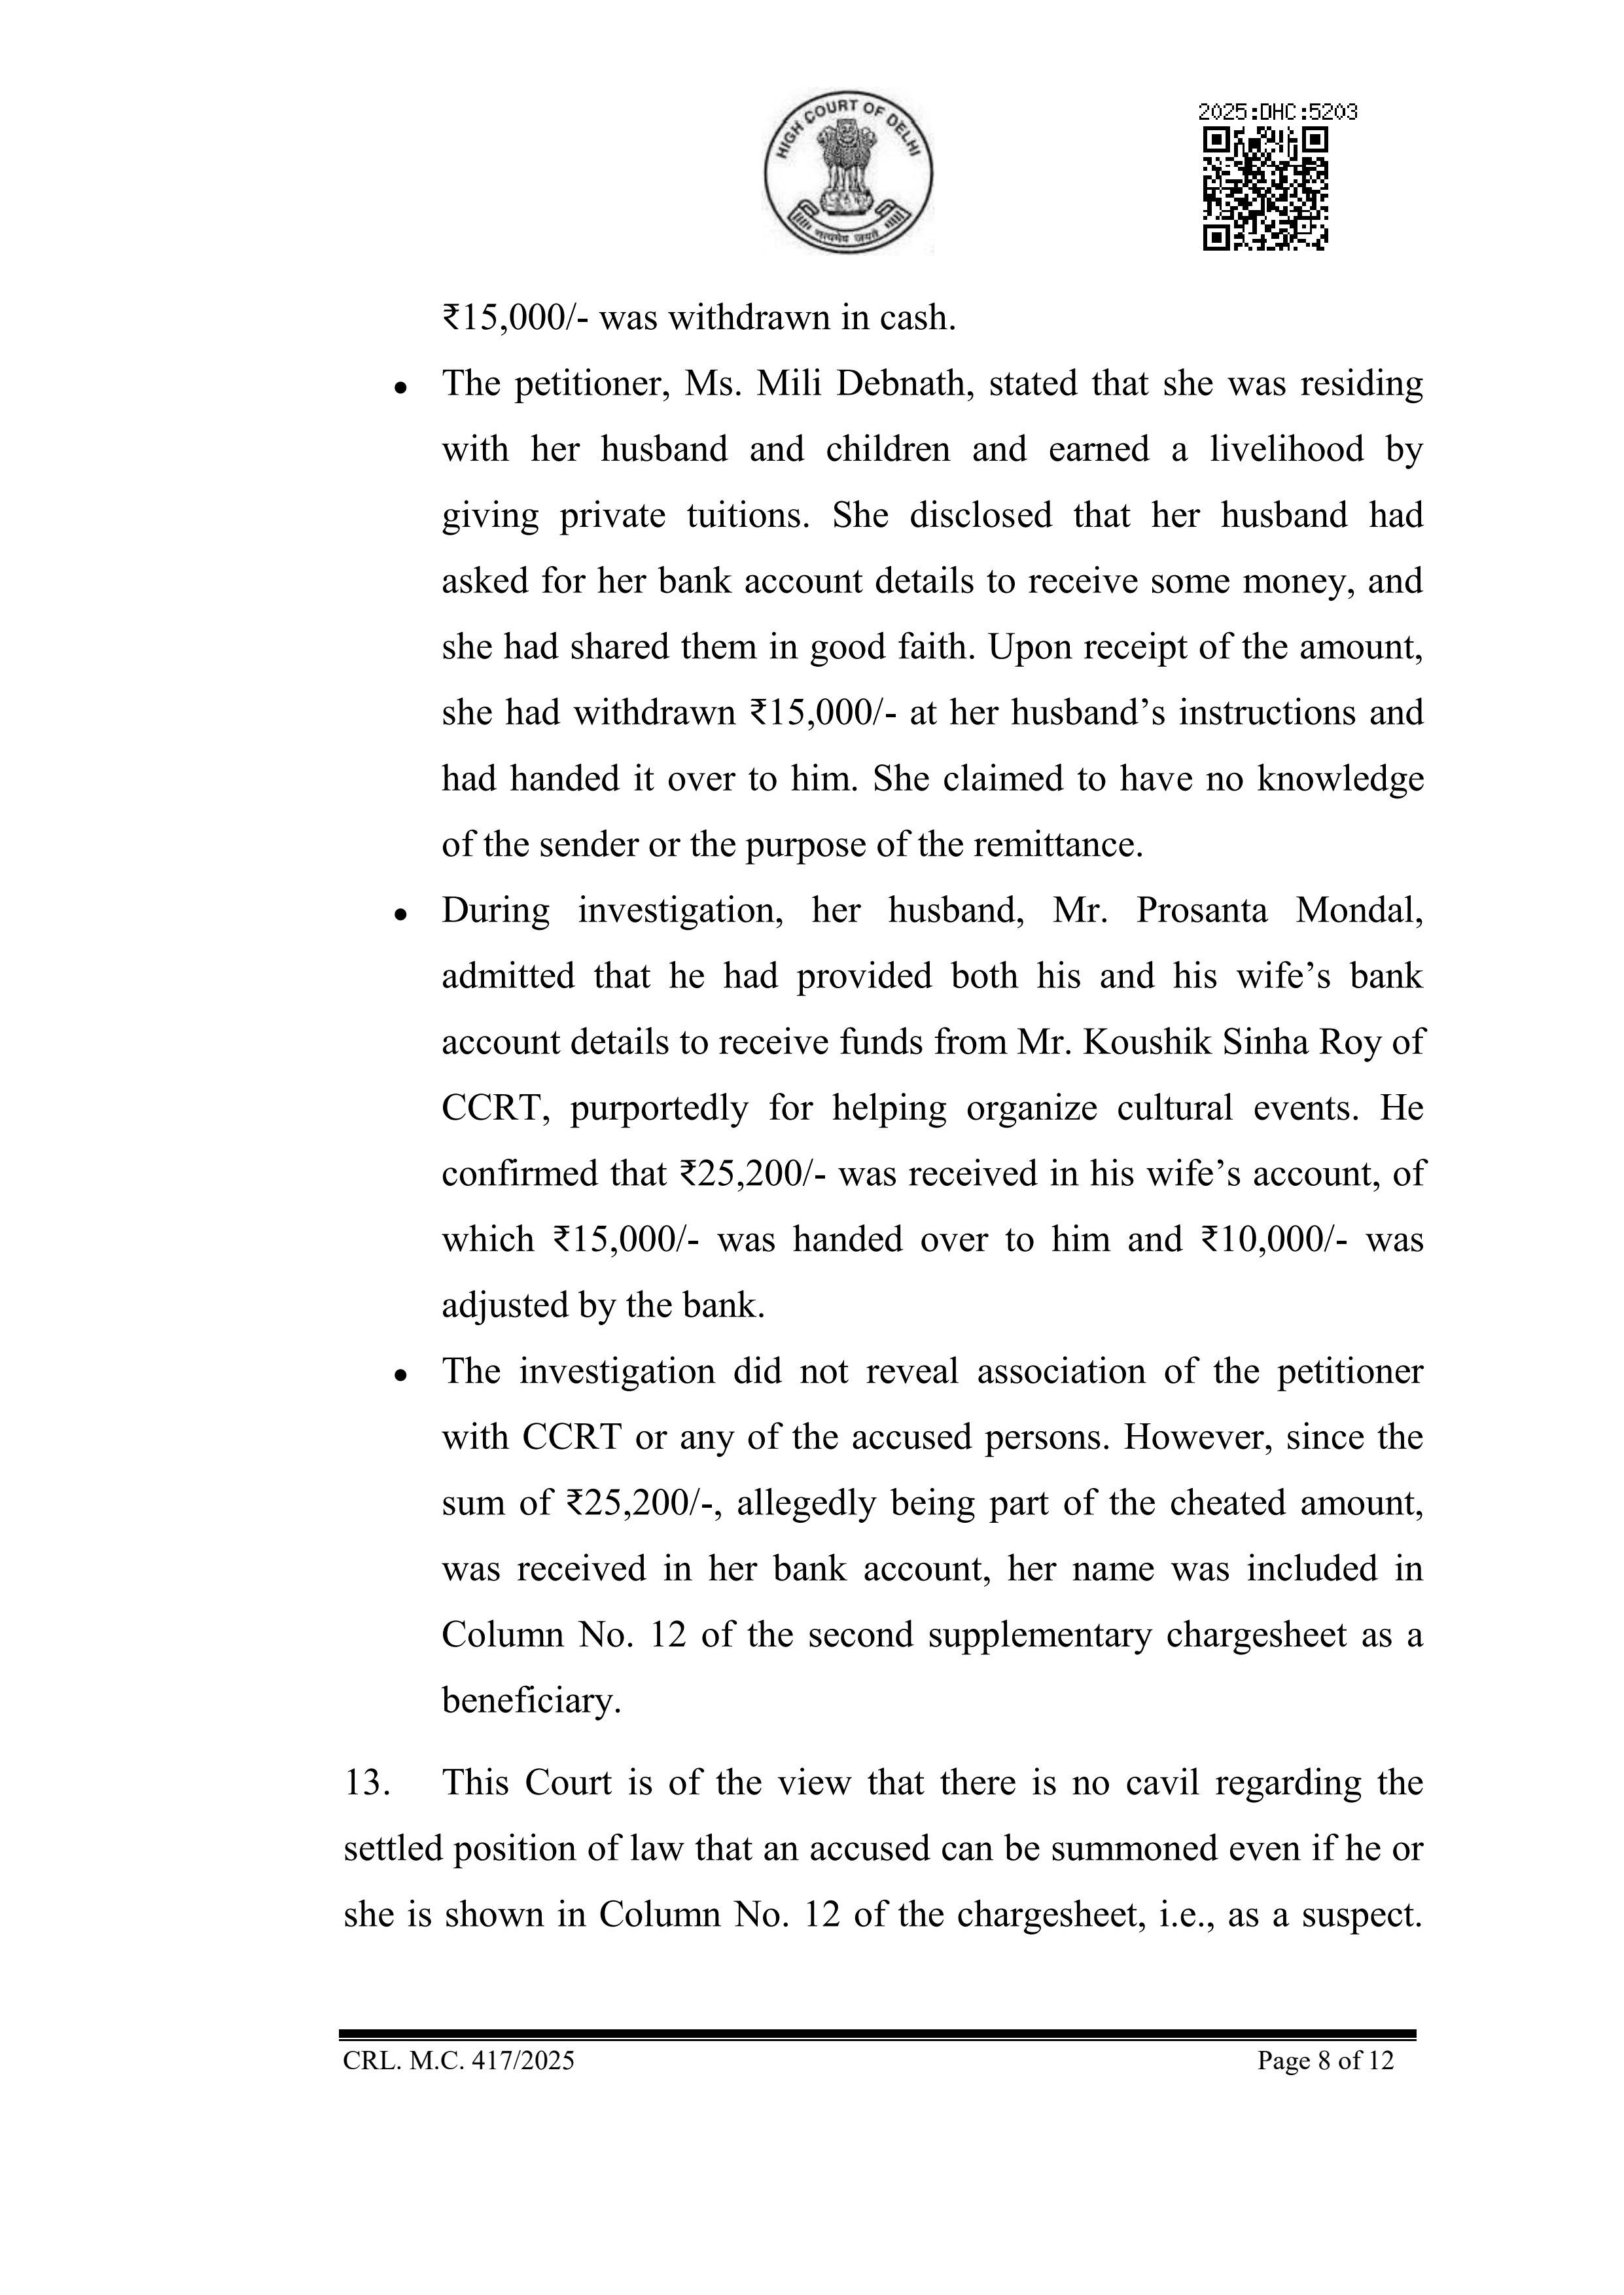 HIGH COURT OF DELHI
सत्यमेव जयते
2025:DHC:5203
₹15,000/- was withdrawn in cash.
● The petitioner, Ms. Mili Debnath, stated that she was residing
with her husband and children and earned a livelihood by
giving private tuitions. She disclosed that her husband had
asked for her bank account details to receive some money, and
she had shared them in good faith. Upon receipt of the amount,
she had withdrawn ₹15,000/- at her husband’s instructions and
had handed it over to him. She claimed to have no knowledge
of the sender or the purpose of the remittance.
● During investigation, her husband, Mr. Prosanta Mondal,
admitted that he had provided both his and his wife’s bank
account details to receive funds from Mr. Koushik Sinha Roy of
CCRT, purportedly for helping organize cultural events. He
confirmed that ₹25,200/- was received in his wife’s account, of
which ₹15,000/- was handed over to him and ₹10,000/- was
adjusted by the bank.
● The investigation did not reveal association of the petitioner
with CCRT or any of the accused persons. However, since the
sum of ₹25,200/-, allegedly being part of the cheated amount,
was received in her bank account, her name was included in
Column No. 12 of the second supplementary chargesheet as a
beneficiary.
13. This Court is of the view that there is no cavil regarding the
settled position of law that an accused can be summoned even if he or
she is shown in Column No. 12 of the chargesheet, i.e., as a suspect.
CRL. M.C. 417/2025 Page 8 of 12